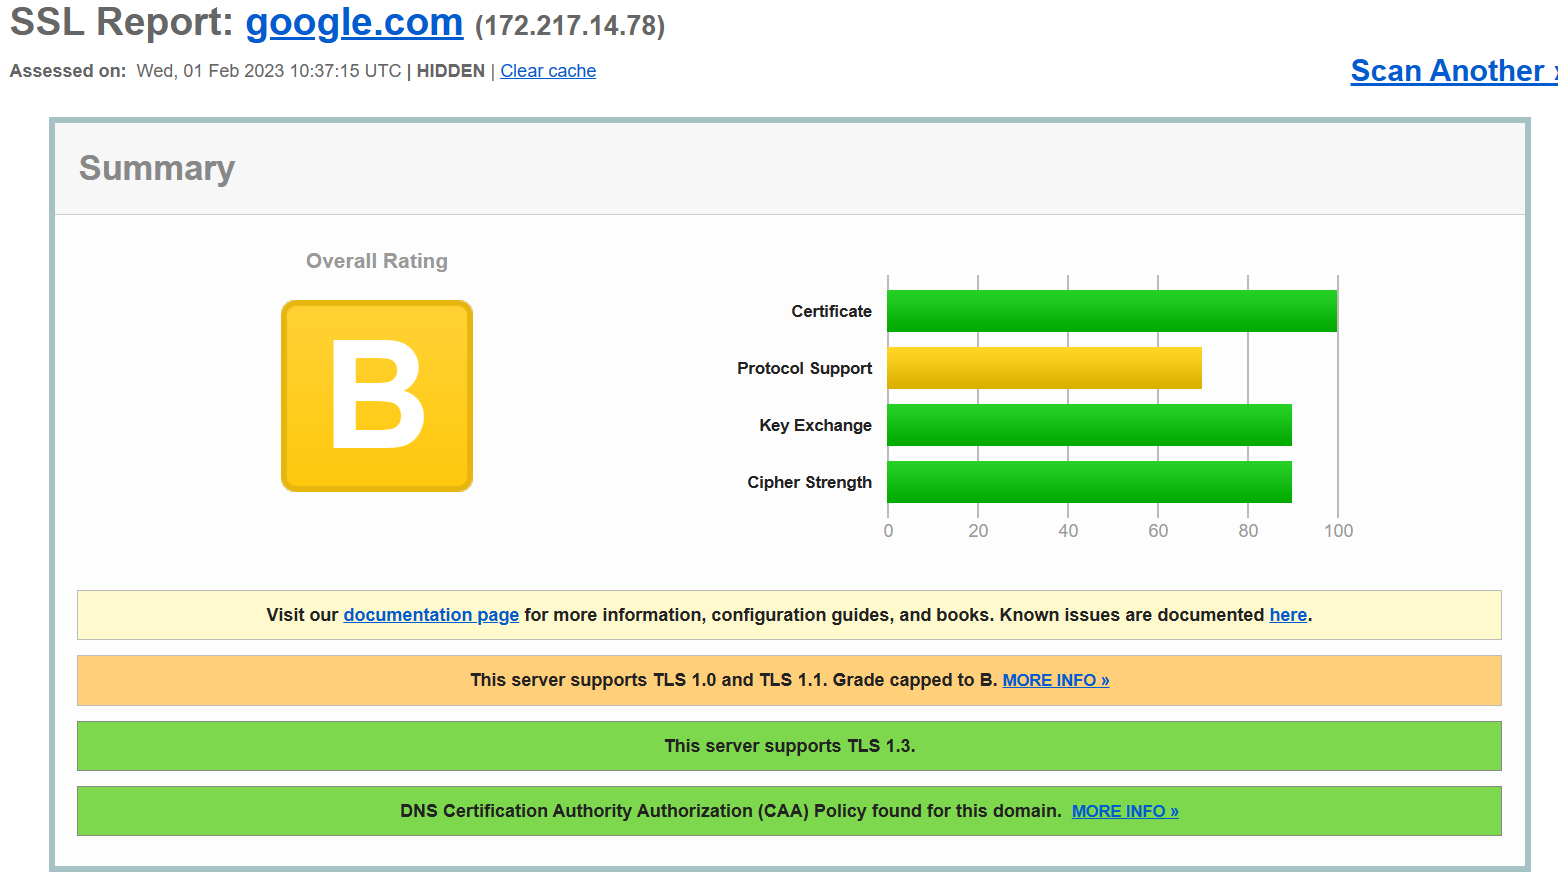 SSL Report: google.com (172.217.14.78)
Assessed on: Wed, 01 Feb 2023 10:37:15 UTC | HIDDEN | Clear cache
Scan Another »
Summary
Overall Rating
B
Certificate
Protocol Support
Key Exchange
Cipher Strength
0 20 40 60 80 100
Visit our documentation page for more information, configuration guides, and books. Known issues are documented here.
This server supports TLS 1.0 and TLS 1.1. Grade capped to B. MORE INFO »
This server supports TLS 1.3.
DNS Certification Authority Authorization (CAA) Policy found for this domain. MORE INFO »